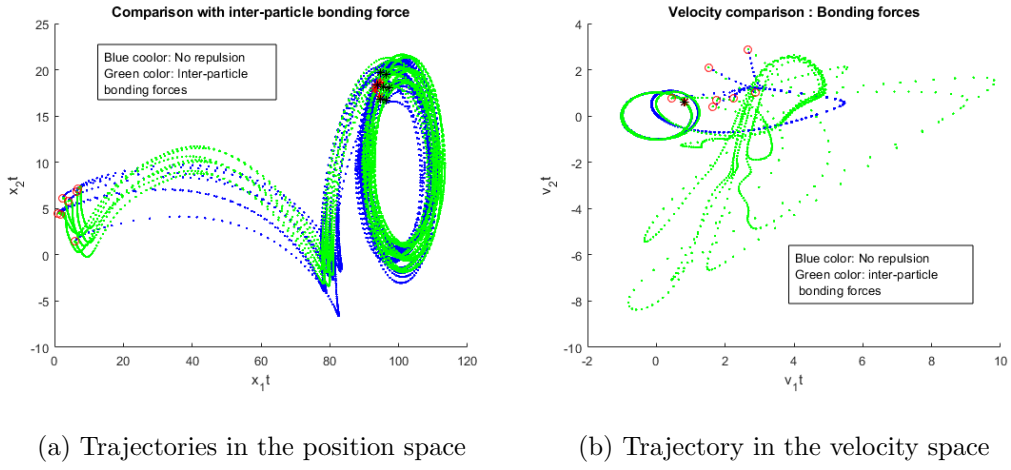 Comparison with inter-particle bonding force
25
20
15
10
5
0
-5
-10
x2t
Blue coolor: No repulsion
Green color: Inter-particle
bonding forces
0 20 40 60 80 100 120
x1t
(a) Trajectories in the position space
Velocity comparison : Bonding forces
4
2
0
-2
-4
-6
-8
-10
v2t
Blue color: No repulsion
Green color: inter-particle
bonding forces
-2 0 2 4 6 8 10
v1t
(b) Trajectory in the velocity space